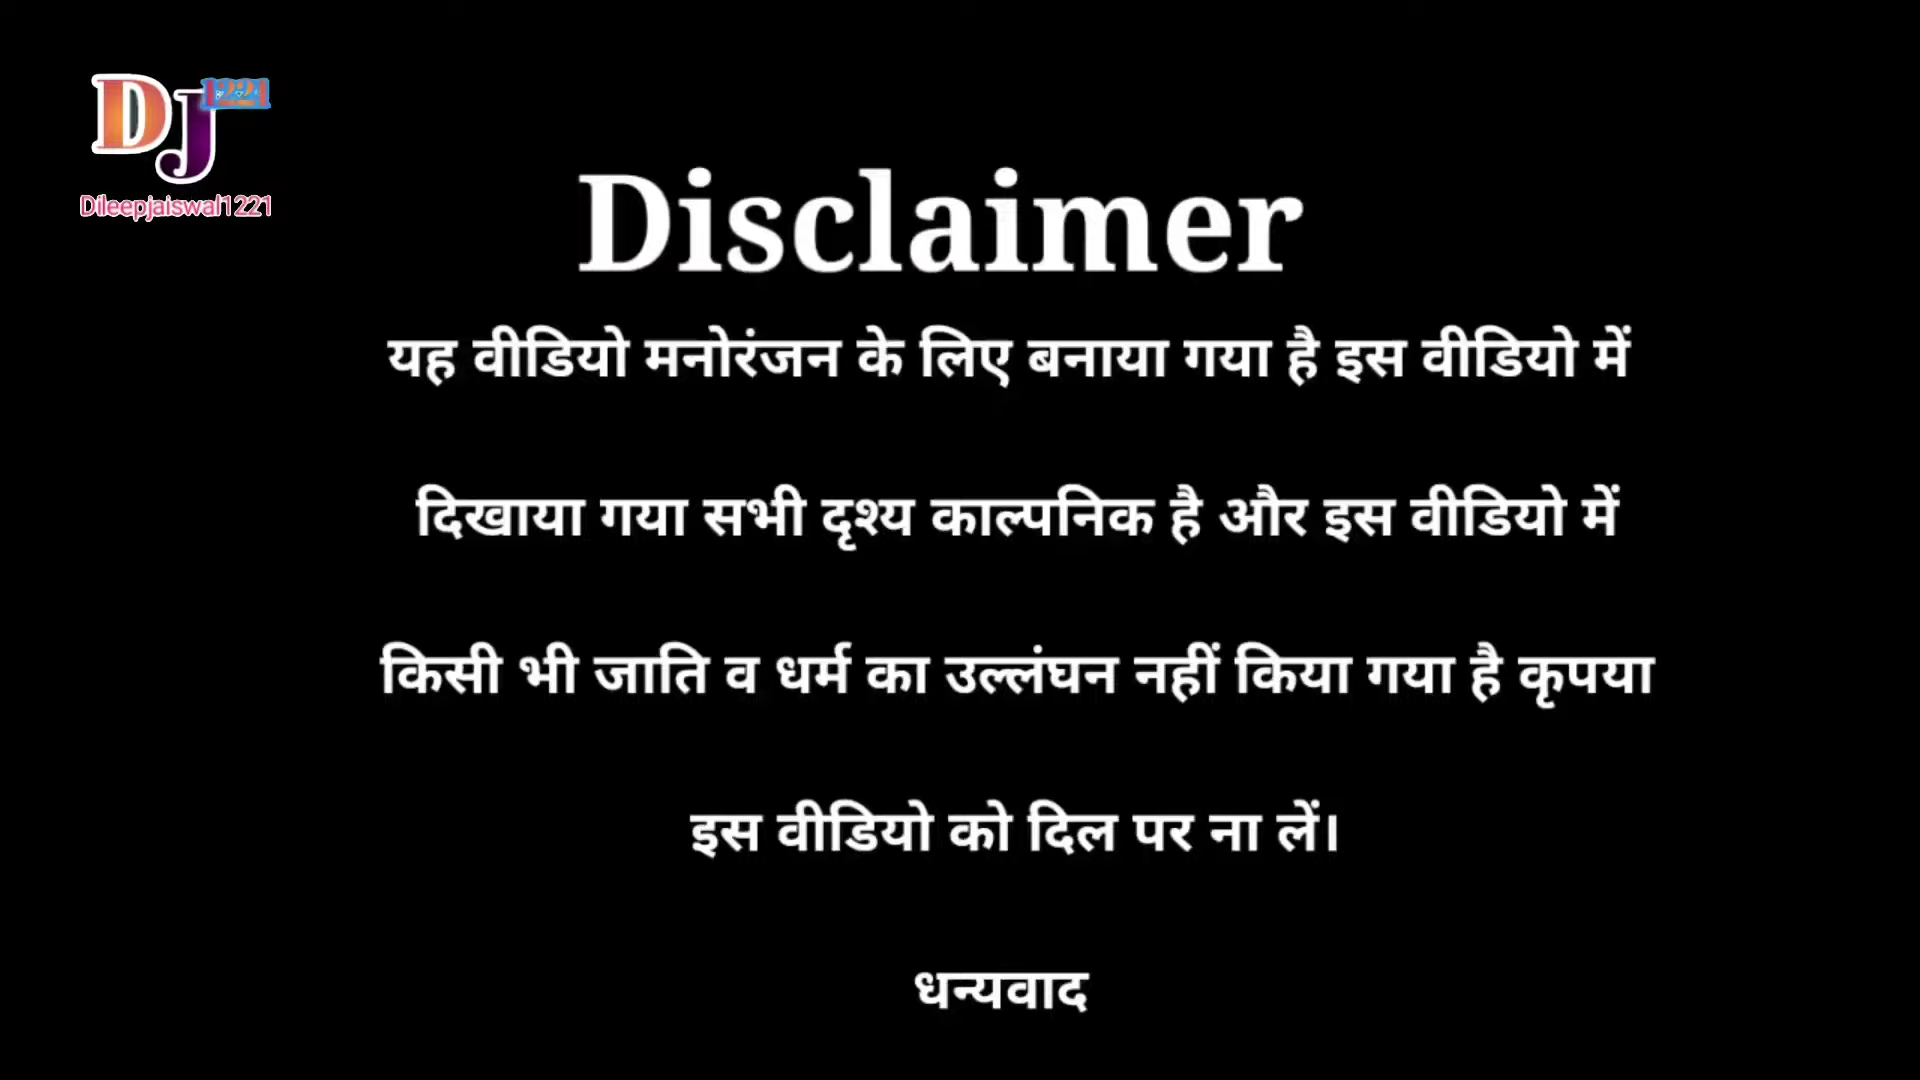 DJ 1221
Dileepjaiswal1221
Disclaimer
यह वीडियो मनोरंजन के लिए बनाया गया है इस वीडियो में
दिखाया गया सभी दृश्य काल्पनिक है और इस वीडियो में
किसी भी जाति व धर्म का उल्लंघन नहीं किया गया है कृपया
इस वीडियो को दिल पर ना लें।
धन्यवाद